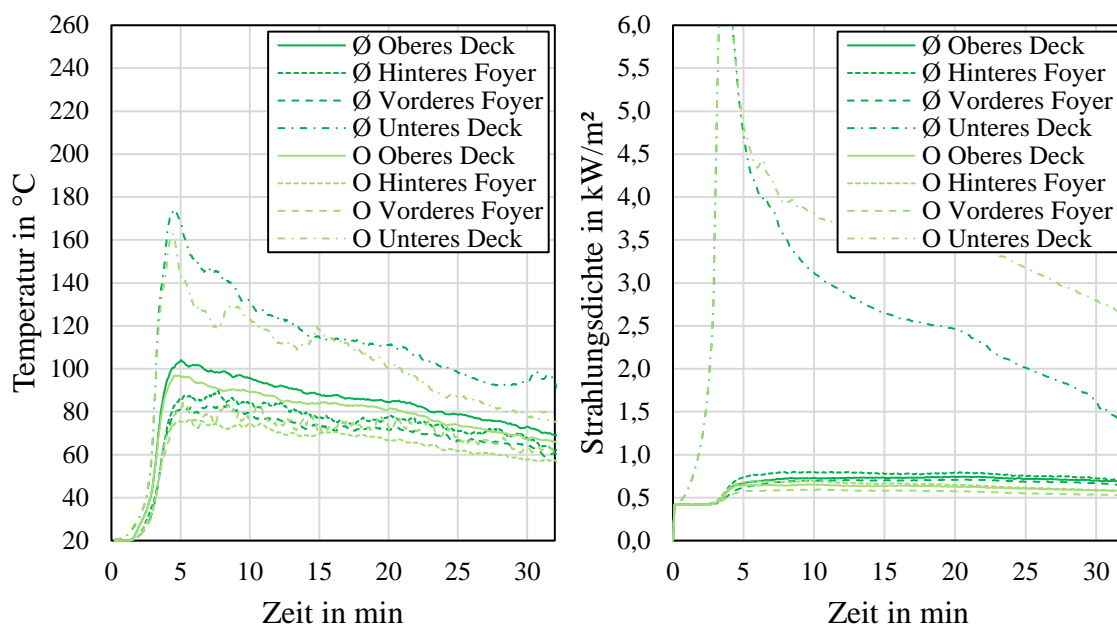 260
240
220
200
180
160
140
120
100
80
60
40
20
Temperatur in °C
Ø Oberes Deck
Ø Hinteres Foyer
Ø Vorderes Foyer
Ø Unteres Deck
O Oberes Deck
O Hinteres Foyer
O Vorderes Foyer
O Unteres Deck
0 5 10 15 20 25 30
Zeit in min
6,0
5,5
5,0
4,5
4,0
3,5
3,0
2,5
2,0
1,5
1,0
0,5
0,0
Strahlungsdichte in kW/m²
Ø Oberes Deck
Ø Hinteres Foyer
Ø Vorderes Foyer
Ø Unteres Deck
O Oberes Deck
O Hinteres Foyer
O Vorderes Foyer
O Unteres Deck
0 5 10 15 20 25 30
Zeit in min